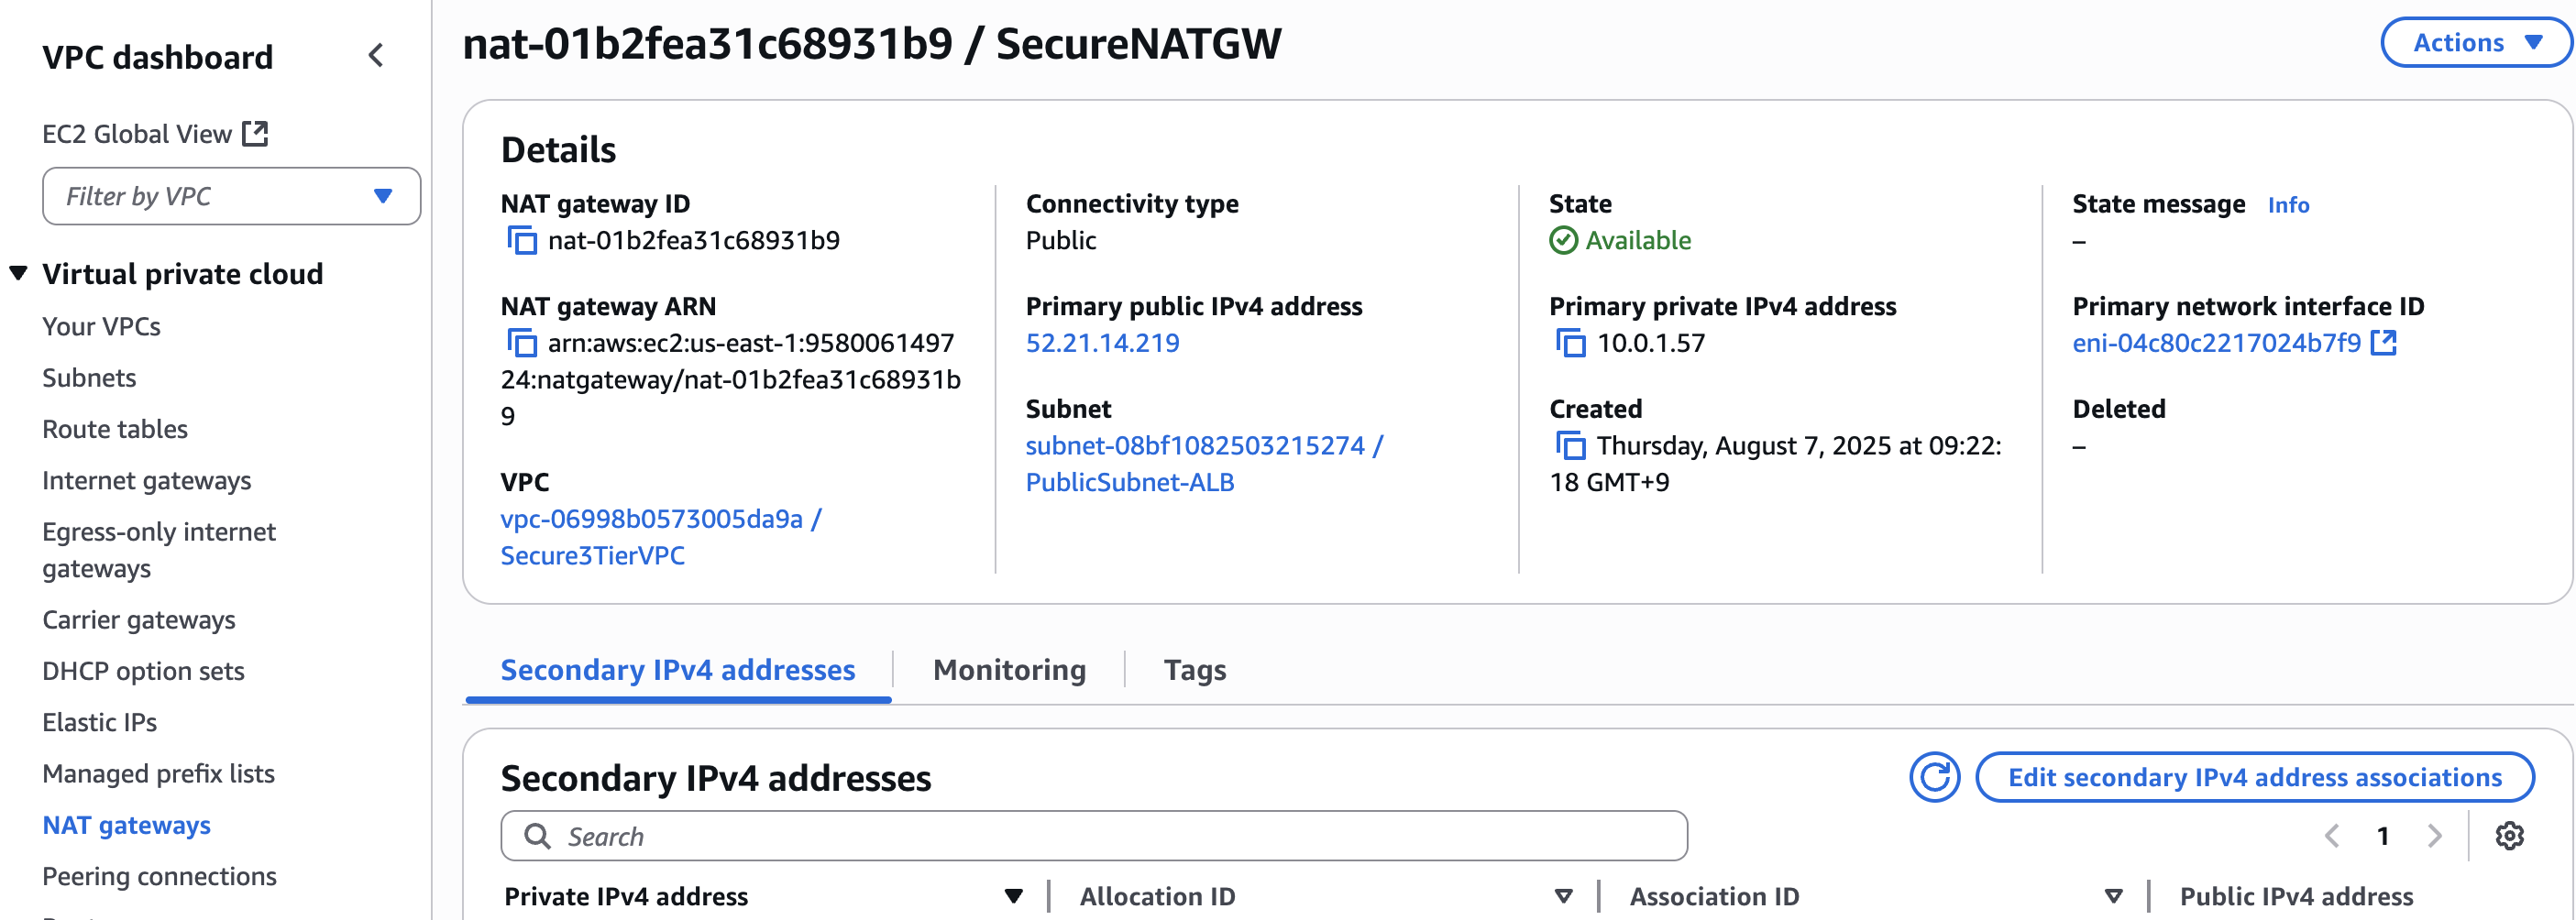 VPC dashboard
EC2 Global View
Filter by VPC
Virtual private cloud
Your VPCs
Subnets
Route tables
Internet gateways
Egress-only internet
gateways
Carrier gateways
DHCP option sets
Elastic IPs
Managed prefix lists
NAT gateways
Peering connections
nat-01b2fea31c68931b9 / SecureNATGW
Actions
Details
NAT gateway ID
nat-01b2fea31c68931b9
NAT gateway ARN
arn:aws:ec2:us-east-1:9580061497
24:natgateway/nat-01b2fea31c68931b
9
VPC
vpc-06998b0573005da9a /
Secure3TierVPC
Connectivity type
Public
Primary public IPv4 address
52.21.14.219
Subnet
subnet-08bf1082503215274 /
PublicSubnet-ALB
State
Available
Primary private IPv4 address
10.0.1.57
Created
Thursday, August 7, 2025 at 09:22:
18 GMT+9
State message Info
–
Primary network interface ID
eni-04c80c2217024b7f9
Deleted
–
Secondary IPv4 addresses Monitoring Tags
Secondary IPv4 addresses
Edit secondary IPv4 address associations
Search
1
Private IPv4 address Allocation ID Association ID Public IPv4 address